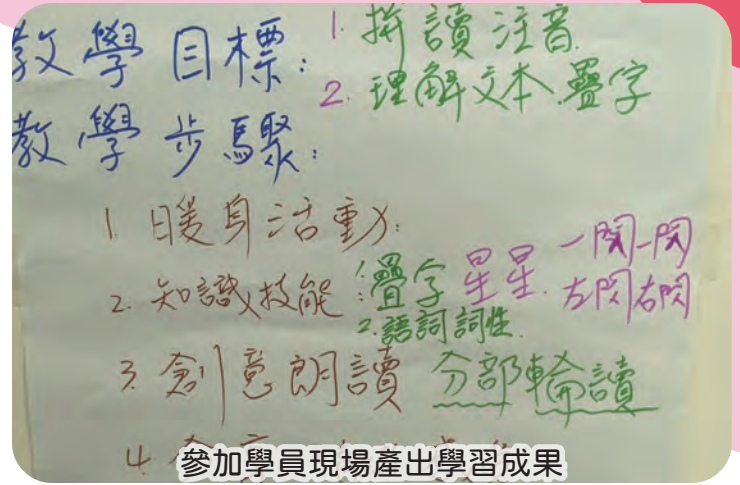 教學目標: 1. 拼讀注音
2. 理解文本.疊字
教學步驟:
1. 暖身活動:
2. 知識技能: 1.疊字 星星. 一閃一閃 左閃右閃
2.語詞詞性.
3. 創意朗讀 分部輪讀
4.
參加學員現場產出學習成果